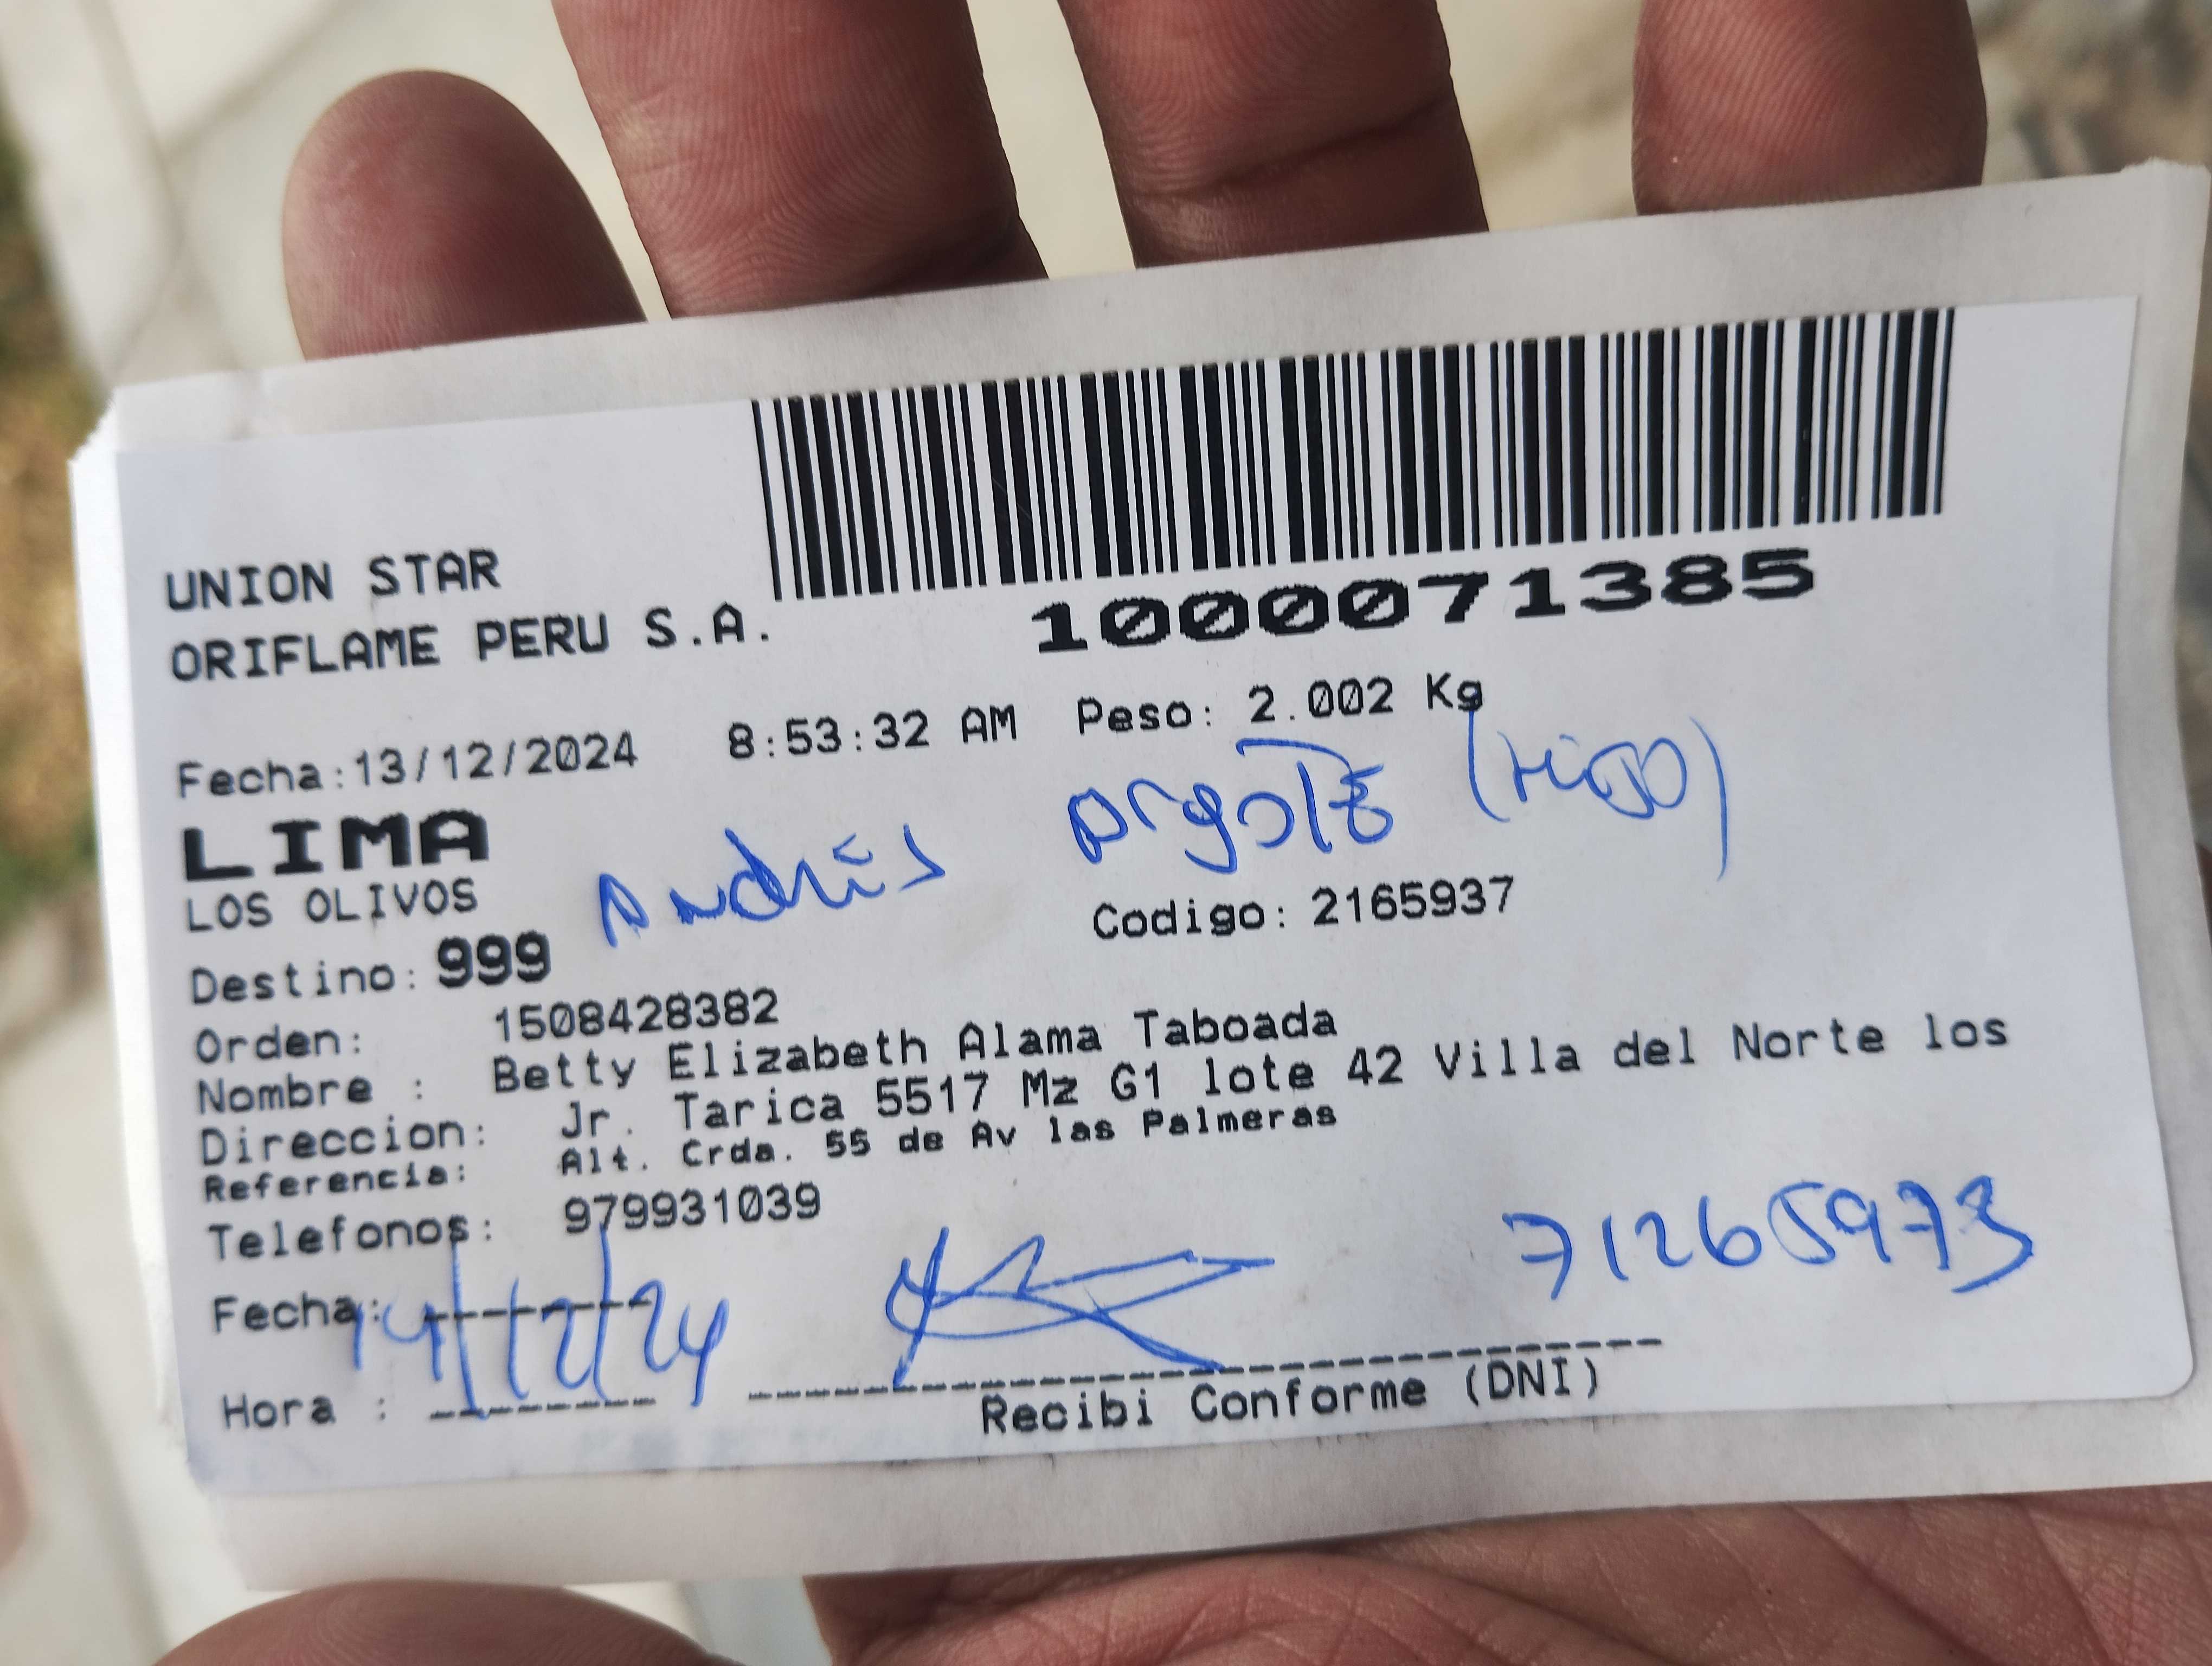 UNION STAR
ORIFLAME PERU S.A.
1000071385
Fecha:13/12/2024 8:53:32 AM Peso: 2.002 Kg
LIMA
Andrés Argote (Hijo)
LOS OLIVOS
Codigo: 2165937
Destino: 999
Orden: 1508428382
Nombre : Betty Elizabeth Alama Taboada
Direccion: Jr. Tarica 5517 Mz G1 lote 42 Villa del Norte los
Referencia: Alt. Crda. 55 de Av las Palmeras
Telefonos: 979931039
71265973
Fecha: 14/12/24
Hora :
Recibi Conforme (DNI)